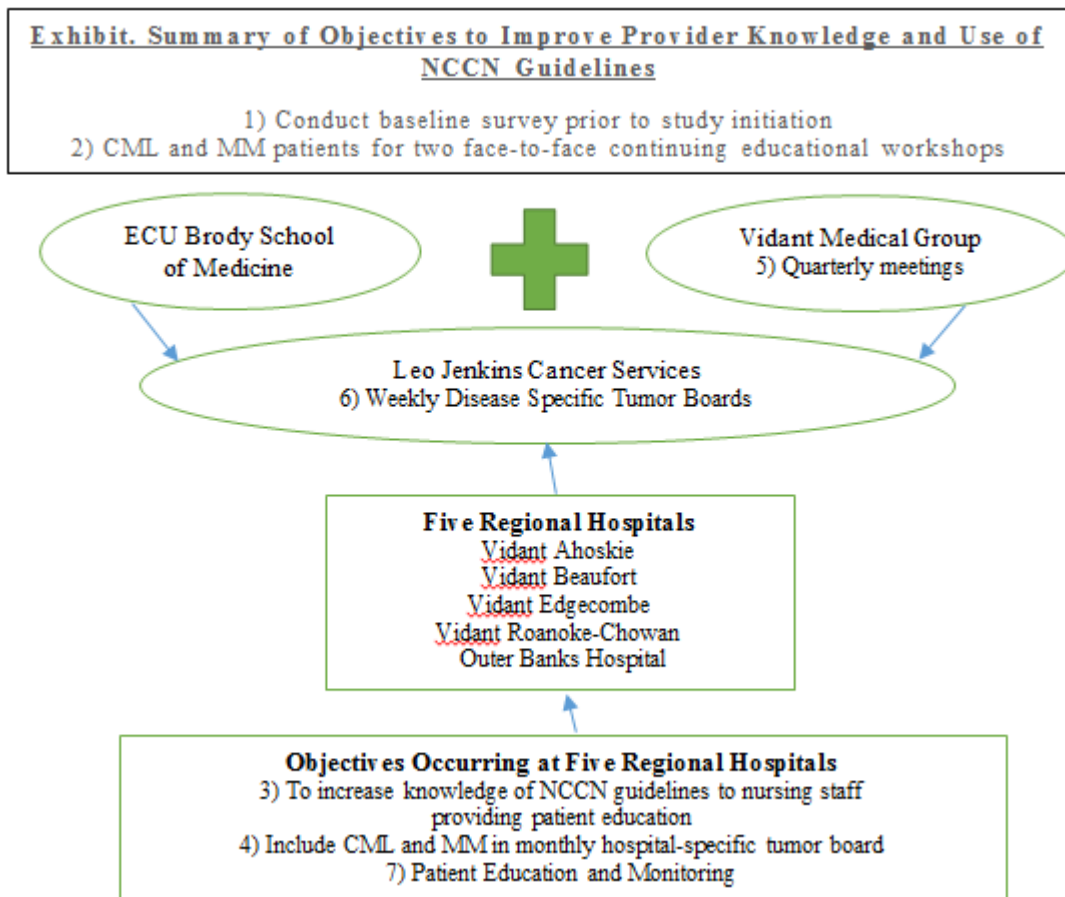 Exhibit. Summary of Objectives to Improve Provider Knowledge and Use of
NCCN Guidelines
1) Conduct baseline survey prior to study initiation
2) CML and MM patients for two face-to-face continuing educational workshops
ECU Brody School
of Medicine
Vidant Medical Group
5) Quarterly meetings
Leo Jenkins Cancer Services
6) Weekly Disease Specific Tumor Boards
Five Regional Hospitals
Vidant Ahoskie
Vidant Beaufort
Vidant Edgecombe
Vidant Roanoke-Chowan
Outer Banks Hospital
Objectives Occurring at Five Regional Hospitals
3) To increase knowledge of NCCN guidelines to nursing staff
providing patient education
4) Include CML and MM in monthly hospital-specific tumor board
7) Patient Education and Monitoring